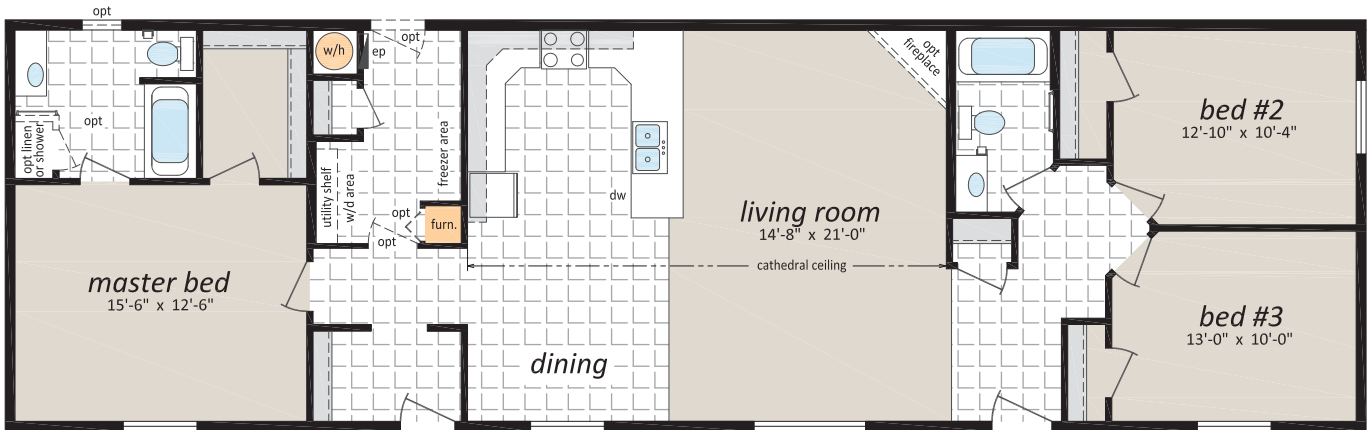 opt
w/h
ep
opt
opt
fireplace
opt
opt linen
or shower
utility shelf
w/d area
freezer area
opt
opt
furn.
dw
bed #2
12'-10" x 10'-4"
living room
14'-8" x 21'-0"
cathedral ceiling
master bed
15'-6" x 12'-6"
dining
bed #3
13'-0" x 10'-0"